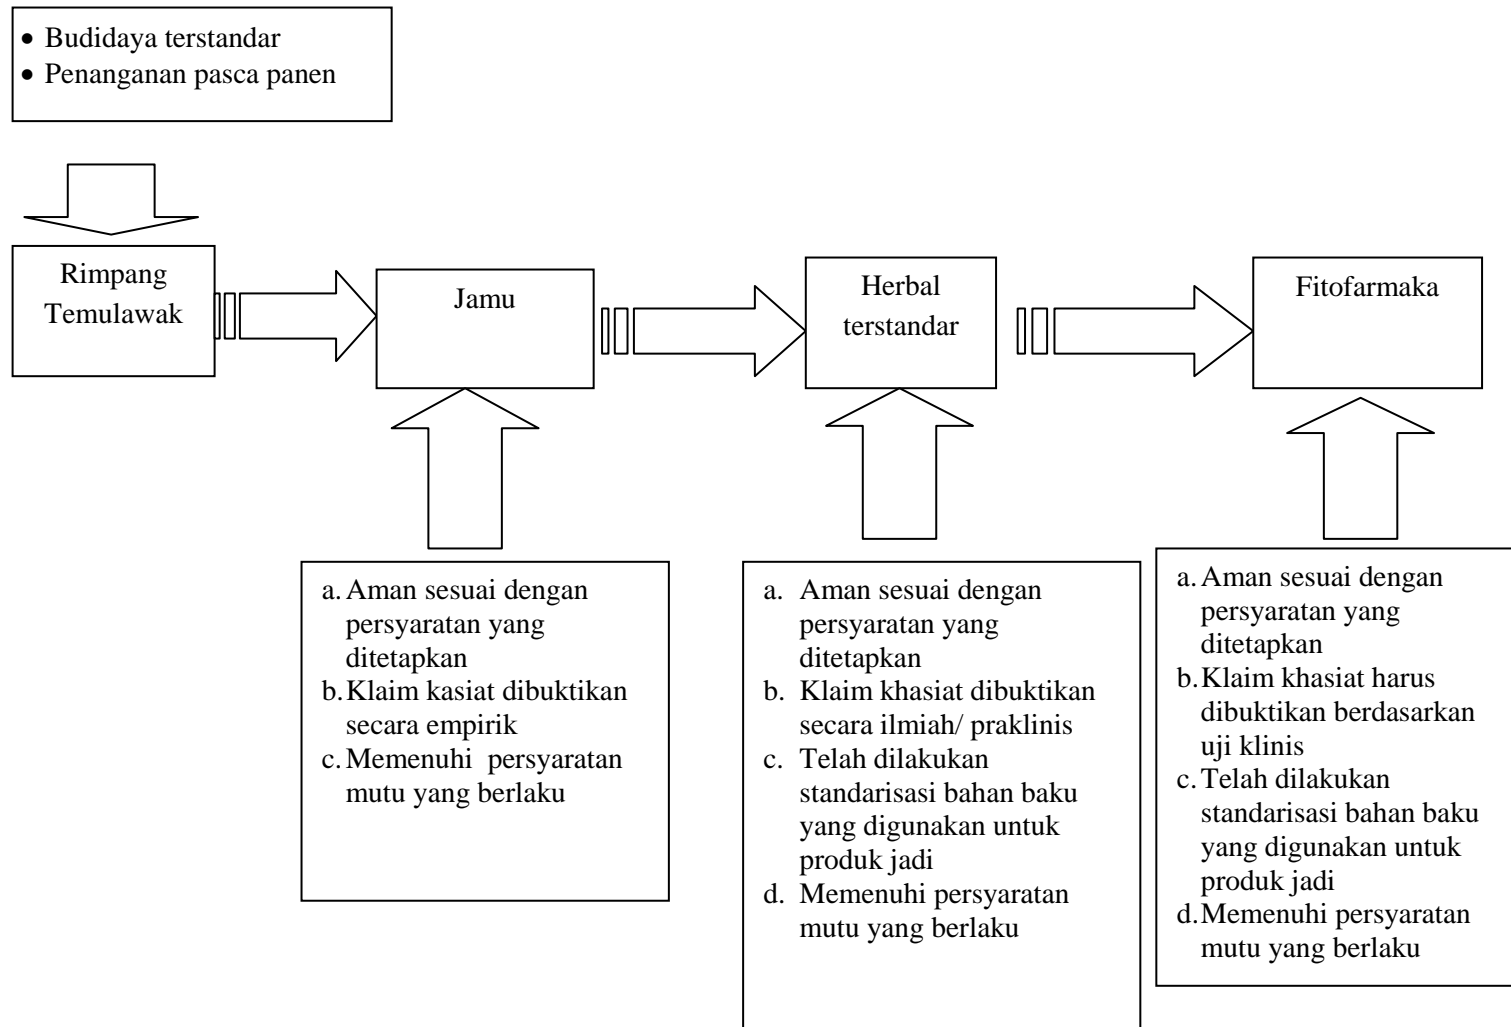 • Budidaya terstandar
• Penanganan pasca panen
Rimpang
Temulawak
Jamu
Herbal
terstandar
Fitofarmaka
a. Aman sesuai dengan
persyaratan yang
ditetapkan
b. Klaim kasiat dibuktikan
secara empirik
c. Memenuhi persyaratan
mutu yang berlaku
a. Aman sesuai dengan
persyaratan yang
ditetapkan
b. Klaim khasiat dibuktikan
secara ilmiah/ praklinis
c. Telah dilakukan
standarisasi bahan baku
yang digunakan untuk
produk jadi
d. Memenuhi persyaratan
mutu yang berlaku
a. Aman sesuai dengan
persyaratan yang
ditetapkan
b. Klaim khasiat harus
dibuktikan berdasarkan
uji klinis
c. Telah dilakukan
standarisasi bahan baku
yang digunakan untuk
produk jadi
d. Memenuhi persyaratan
mutu yang berlaku